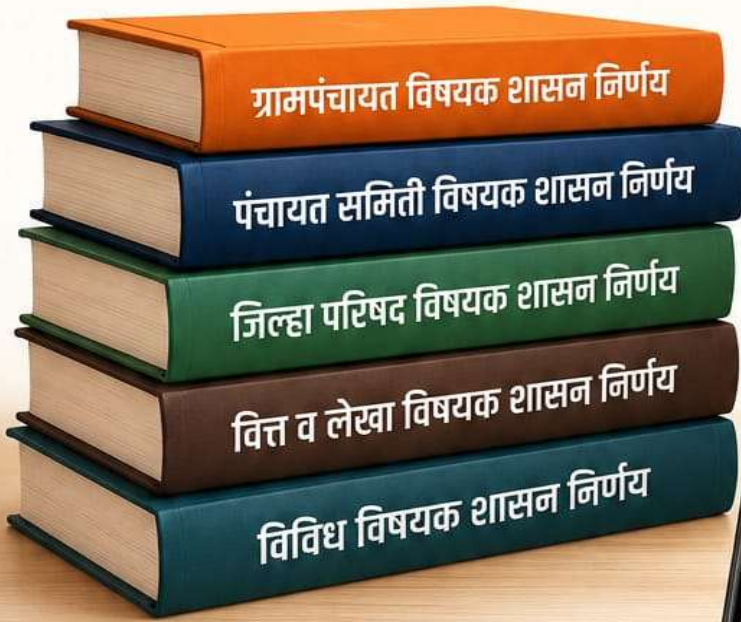 ग्रामपंचायत विषयक शासन निर्णय
पंचायत समिती विषयक शासन निर्णय
जिल्हा परिषद विषयक शासन निर्णय
वित्त व लेखा विषयक शासन निर्णय
विविध विषयक शासन निर्णय